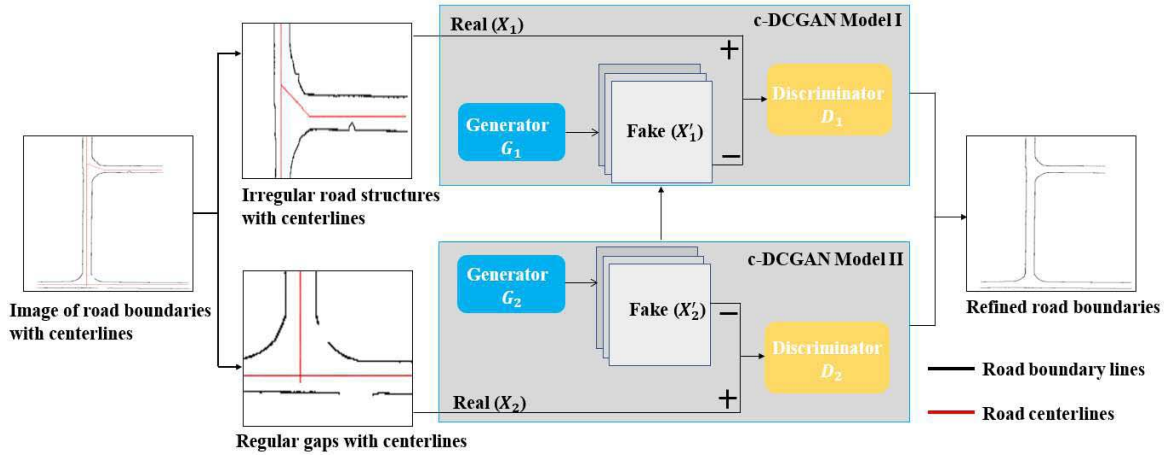 Image of road boundaries
with centerlines
Irregular road structures
with centerlines
Regular gaps with centerlines
Real (X₁)
c-DCGAN Model I
Generator
G₁
Fake (X′₁)
+
−
Discriminator
D₁
c-DCGAN Model II
Generator
G₂
Fake (X′₂)
−
+
Discriminator
D₂
Real (X₂)
Refined road boundaries
Road boundary lines
Road centerlines